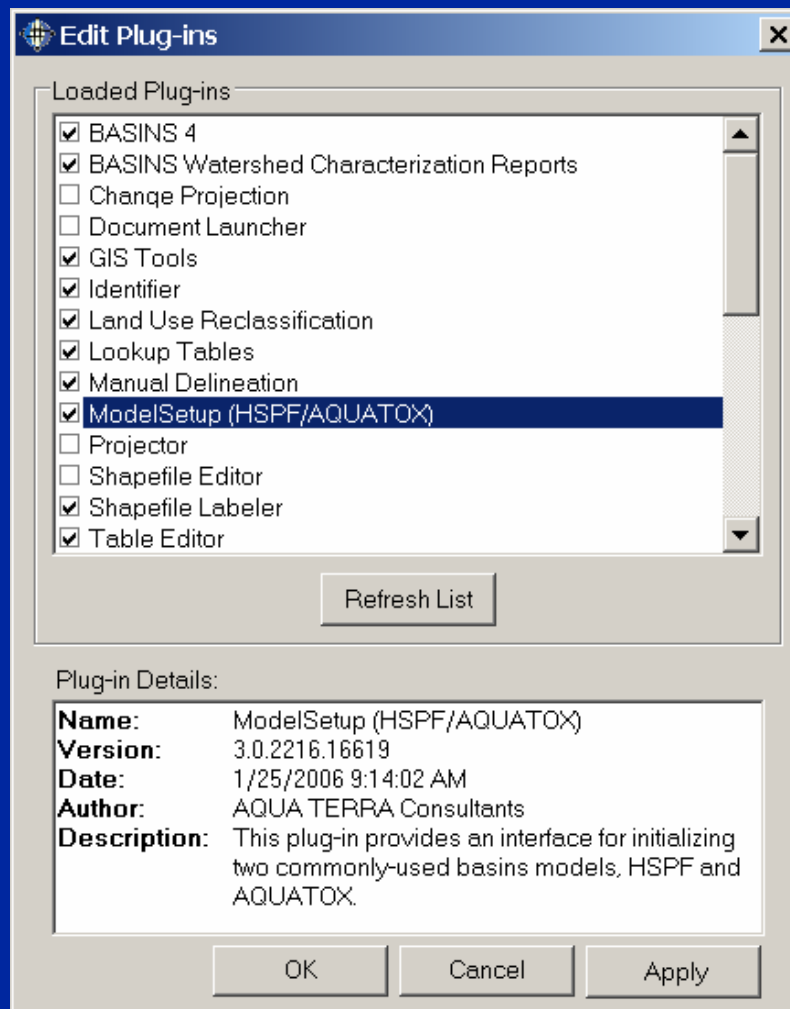 Edit Plug-ins
Loaded Plug-ins
BASINS 4
BASINS Watershed Characterization Reports
Change Projection
Document Launcher
GIS Tools
Identifier
Land Use Reclassification
Lookup Tables
Manual Delineation
ModelSetup (HSPF/AQUATOX)
Projector
Shapefile Editor
Shapefile Labeler
Table Editor
Refresh List
Plug-in Details:
Name: ModelSetup (HSPF/AQUATOX)
Version: 3.0.2216.16619
Date: 1/25/2006 9:14:02 AM
Author: AQUA TERRA Consultants
Description: This plug-in provides an interface for initializing
two commonly-used basins models, HSPF and
AQUATOX.
OK Cancel Apply